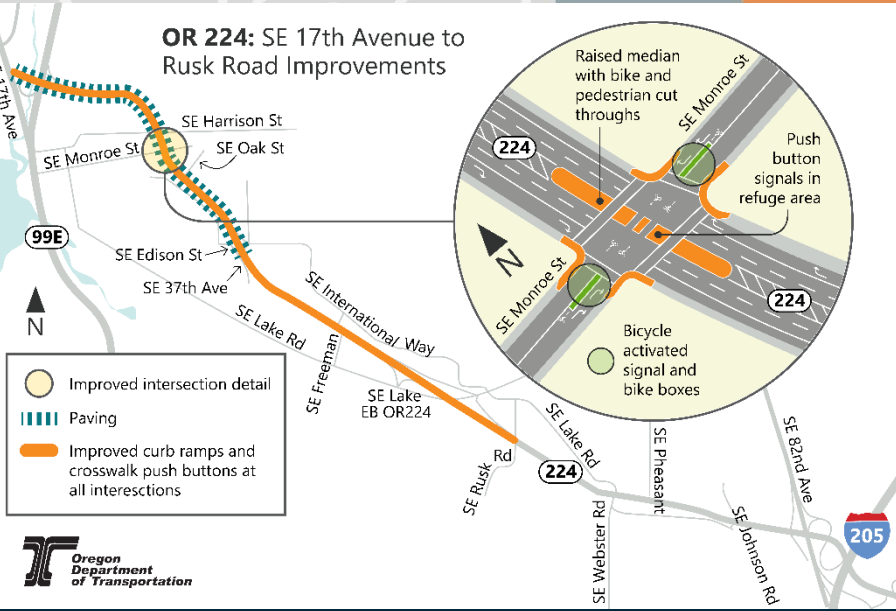 OR 224: SE 17th Avenue to
Rusk Road Improvements
17th Ave
SE Harrison St
SE Monroe St
SE Oak St
99E
SE Edison St
SE 37th Ave
N
SE International Way
SE Lake Rd
SE Freeman
SE Lake
EB OR224
SE Rusk
Rd
224
SE Lake Rd
SE Pheasant
SE Webster Rd
SE Johnson Rd
SE 82nd Ave
205
Raised median
with bike and
pedestrian cut
throughs
SE Monroe St
Push
button
signals in
refuge area
224
N
SE Monroe St
224
Bicycle
activated
signal and
bike boxes
Improved intersection detail
Paving
Improved curb ramps and
crosswalk push buttons at
all interesctions
Oregon
Department
of Transportation